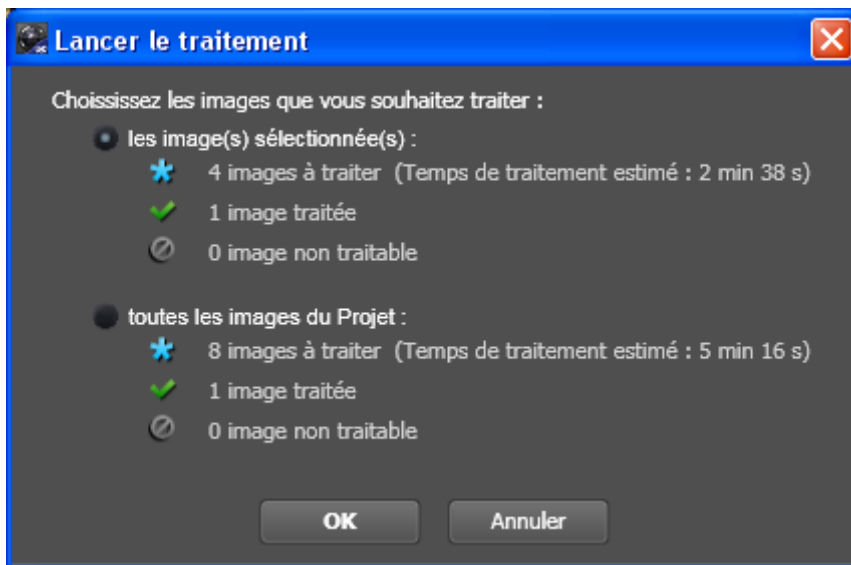 Lancer le traitement
Choississez les images que vous souhaitez traiter :
les image(s) sélectionnée(s) :
4 images à traiter (Temps de traitement estimé : 2 min 38 s)
1 image traitée
0 image non traitable
toutes les images du Projet :
8 images à traiter (Temps de traitement estimé : 5 min 16 s)
1 image traitée
0 image non traitable
OK Annuler